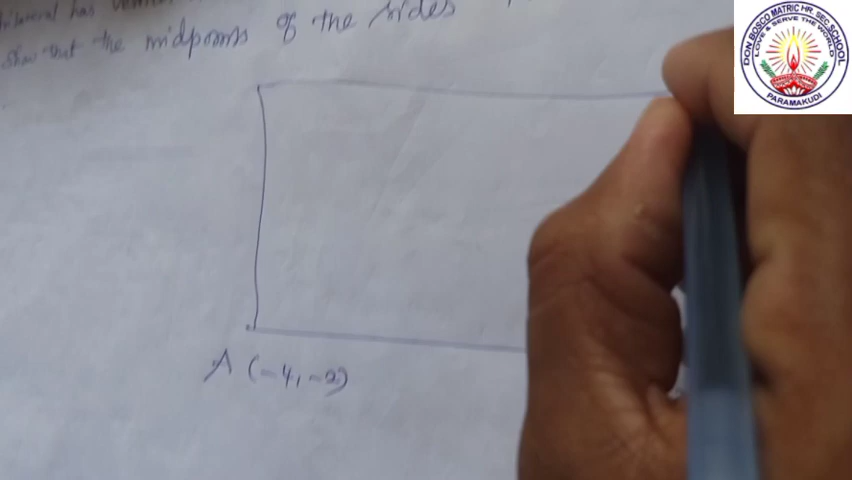 has
show that the midpoints of the sides
A (-4, -2)
DON BOSCO MATRIC HR. SEC. SCHOOL
LOVE & SERVE THE WORLD
PARAMAKUDI